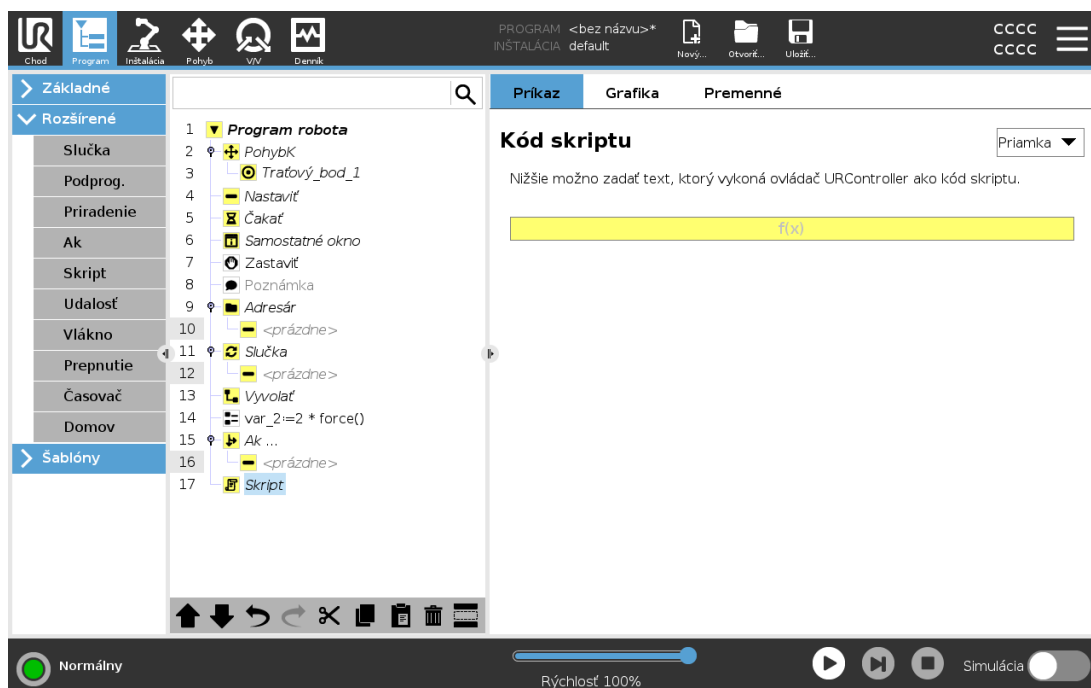 UR
PROGRAM <bez názvu>*
INŠTALÁCIA default
CCCC
CCCC
Chod Program Inštalácia Pohyb V/V Denník Nový... Otvoriť... Uložiť...
Základné
Rozšírené
Slučka
Podprog.
Priradenie
Ak
Skript
Udalosť
Vlákno
Prepnutie
Časovač
Domov
Šablóny
1 Program robota
2 PohybK
3 Traťový_bod_1
4 Nastaviť
5 Čakať
6 Samostatné okno
7 Zastaviť
8 Poznámka
9 Adresár
10 <prázdne>
11 Slučka
12 <prázdne>
13 Vyvolať
14 var_2≔2 * force()
15 Ak ...
16 <prázdne>
17 Skript
Príkaz Grafika Premenné
Kód skriptu
Priamka
Nižšie možno zadať text, ktorý vykoná ovládač URController ako kód skriptu.
f(x)
Normálny
Rýchlosť 100%
Simulácia